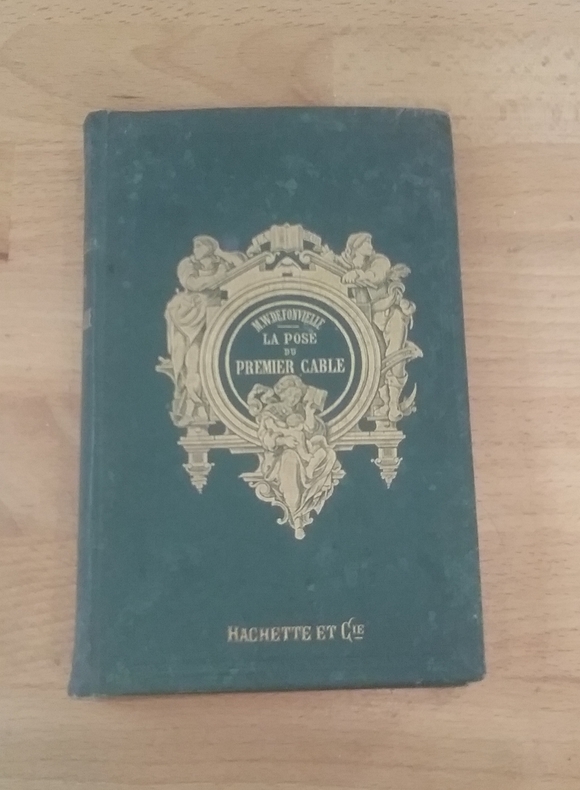 M. W. DE FONVIELLE
LA POSE
DU
PREMIER CABLE
HACHETTE ET CIE